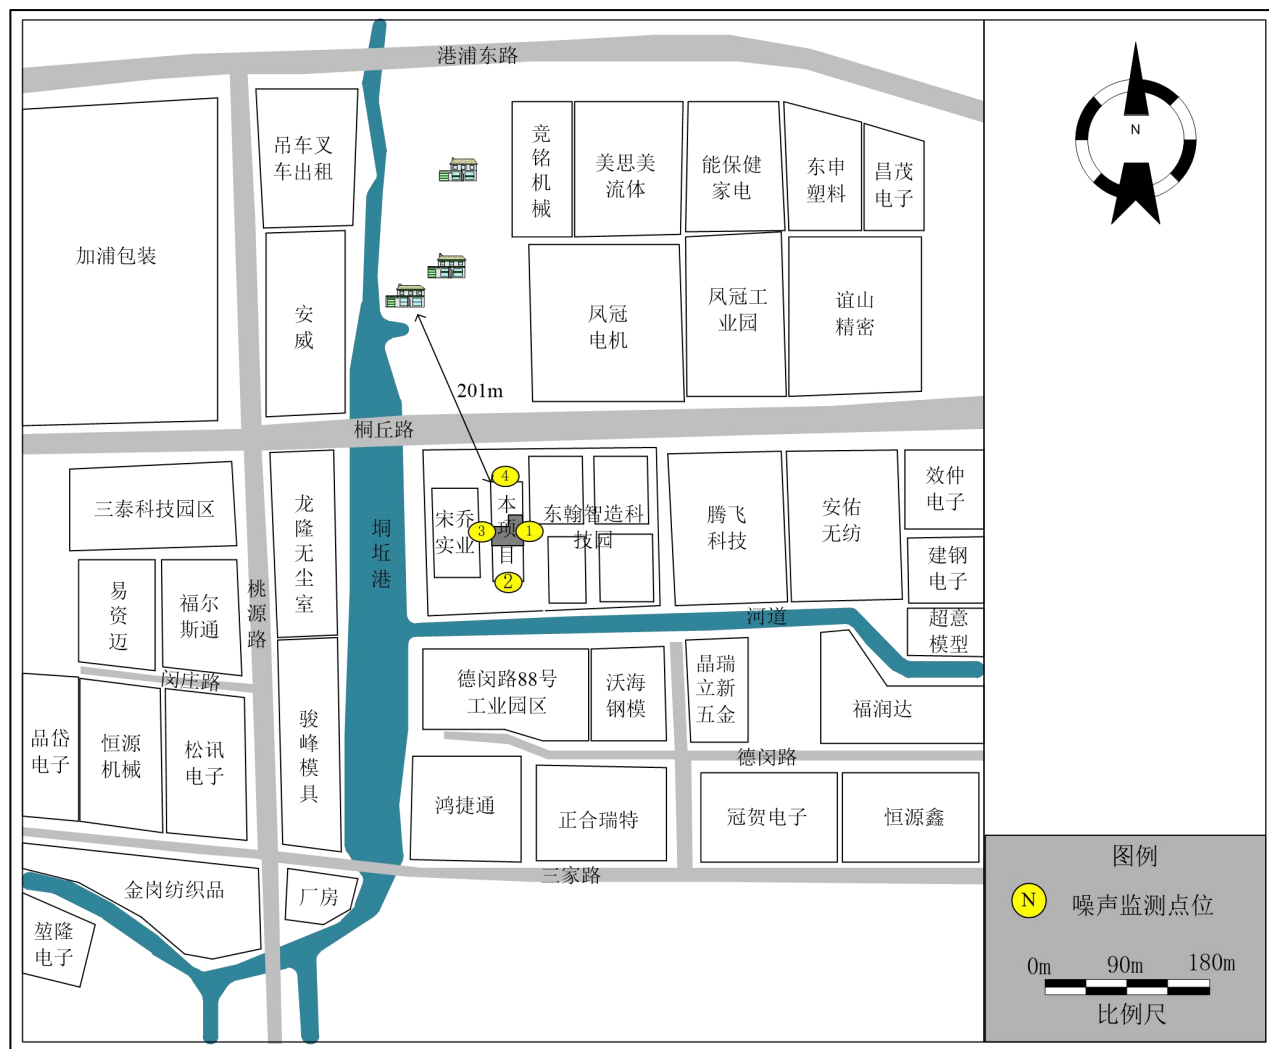 港浦东路
吊车叉
车出租
竞
铭
机
械
美思美
流体
能保健
家电
东申
塑料
昌茂
电子
N
加浦包装
安
威
凤冠
电机
凤冠工
业园
谊山
精密
201m
桐丘路
三泰科技园区
龙
隆
无
尘
室
垌
坵
港
宋乔
实业
本
项
目
4
3
1
2
东翰智造科
技园
腾飞
科技
安佑
无纺
效仲
电子
建钢
电子
超意
模型
易
资
迈
福尔
斯通
桃
源
路
河道
闵庄路
德闵路88号
工业园区
沃海
钢模
晶瑞
立新
五金
福润达
品岱
电子
恒源
机械
松讯
电子
骏
峰
模
具
德闵路
鸿捷通
正合瑞特
冠贺电子
恒源鑫
三家路
金岗纺织品
厂房
堃隆
电子
图例
N
噪声监测点位
0m
90m
180m
比例尺